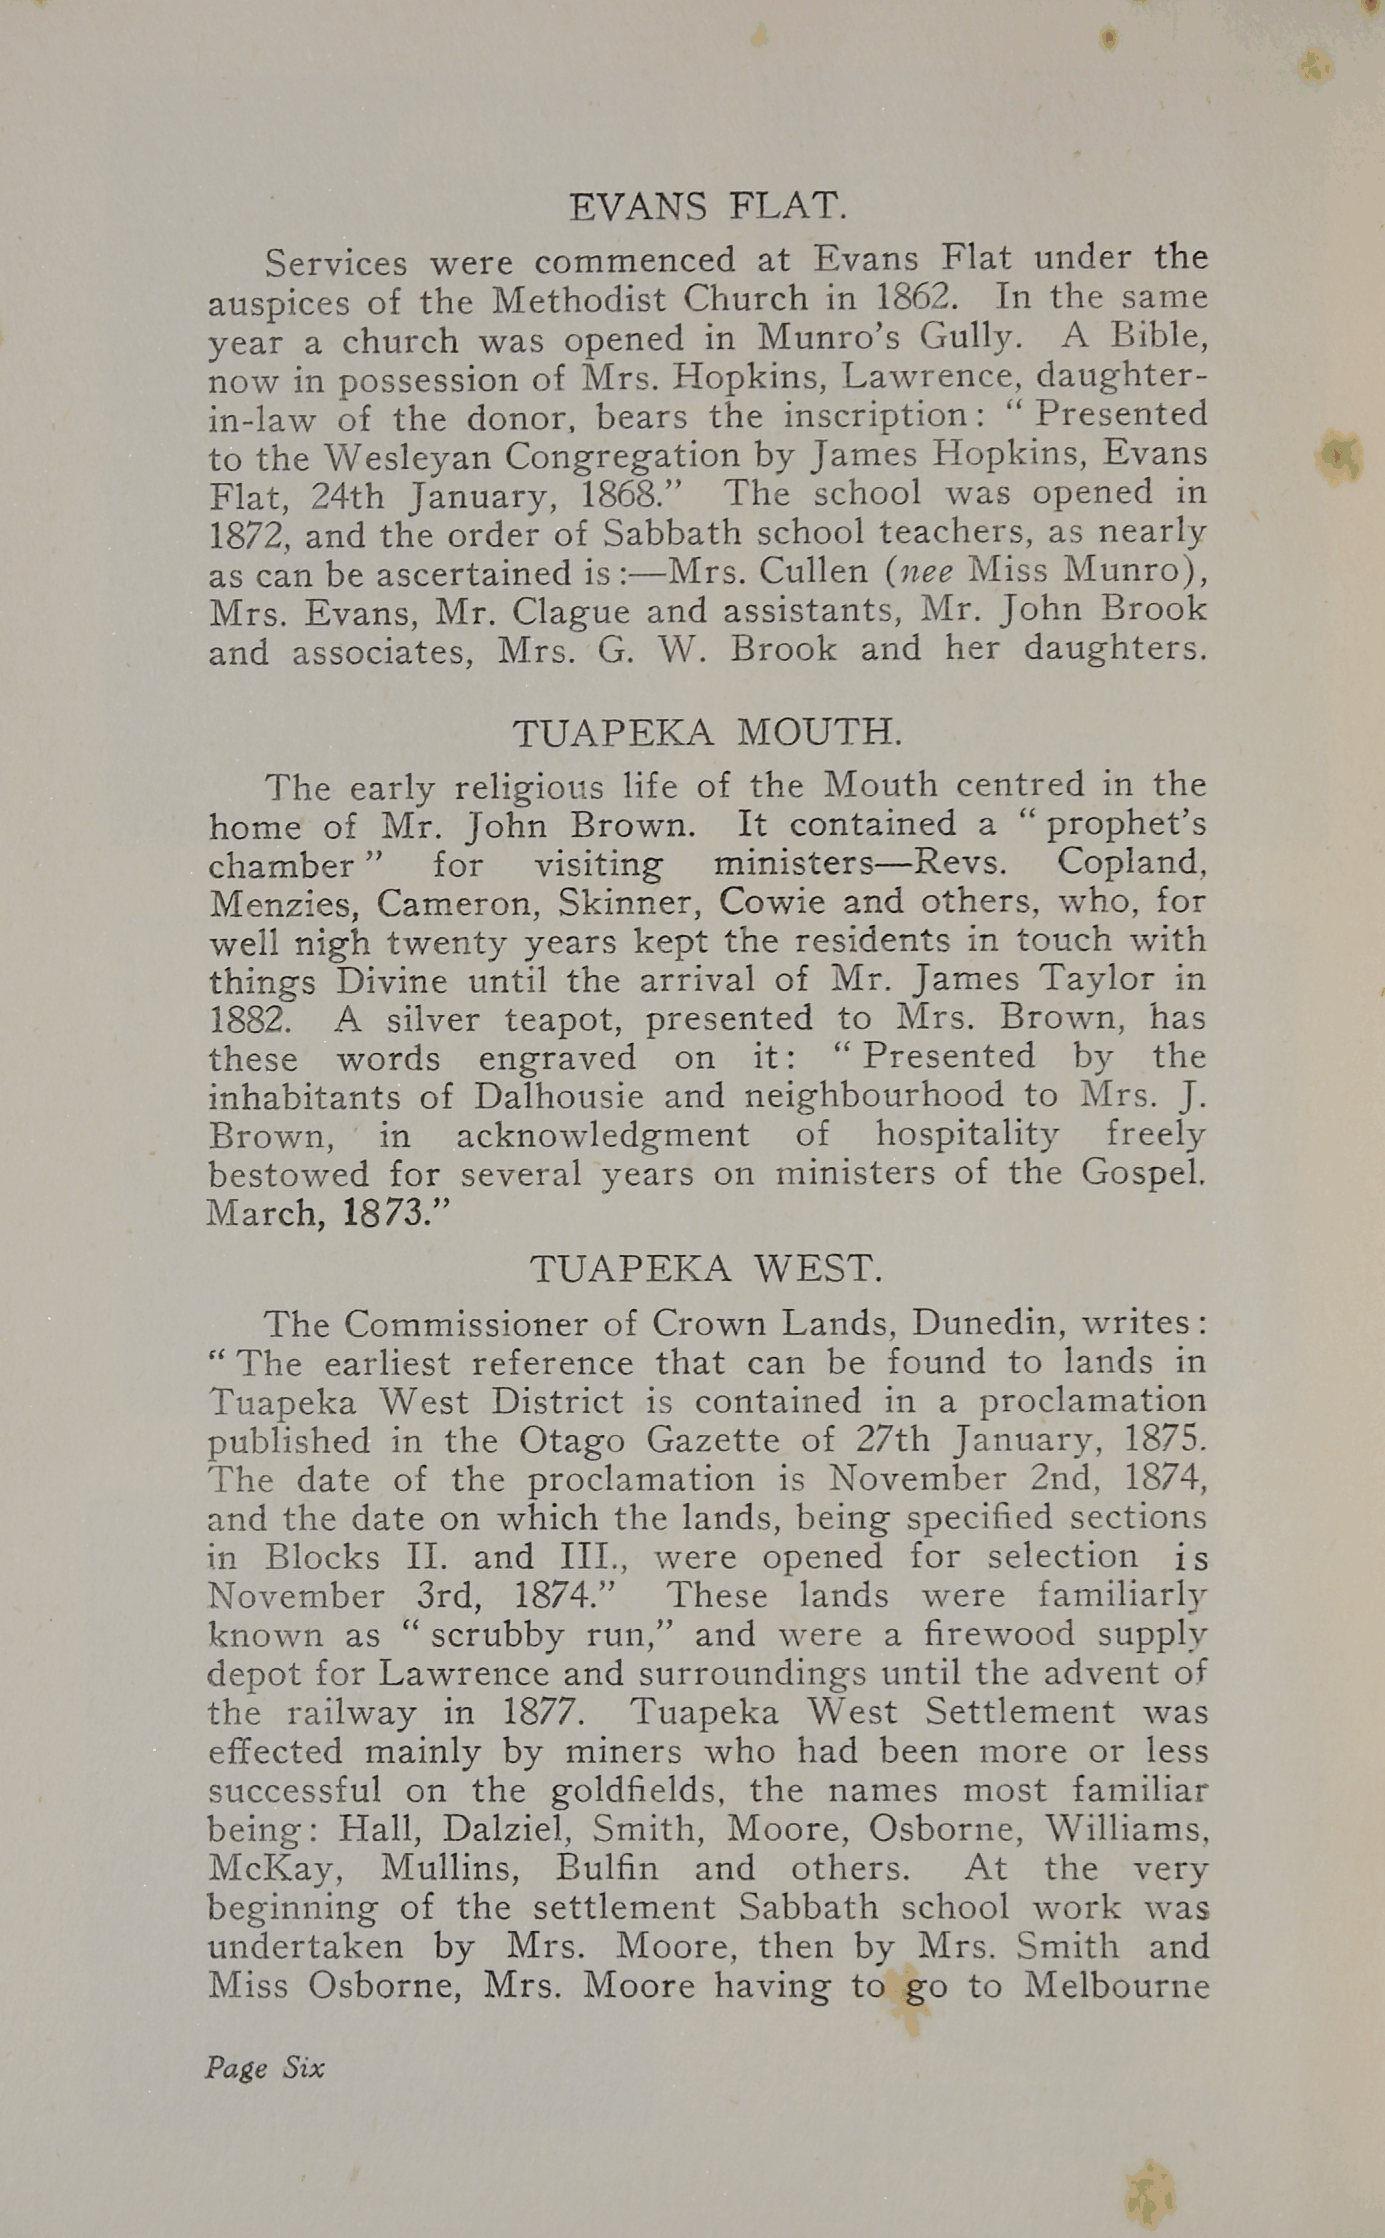 EVANS FLAT.
Services were commenced at Evans Flat under the
auspices of the Methodist Church in 1862. In the same
year a church was opened in Munro's Gully. A Bible,
now in possession of Mrs. Hopkins, Lawrence, daughter-
in-law of the donor, bears the inscription: “ Presented
to the Wesleyan Congregation by James Hopkins, Evans
Flat, 24th January, 1868.” The school was opened in
1872, and the order of Sabbath school teachers, as nearly
as can be ascertained is :—Mrs. Cullen (nee Miss Munro),
Mrs. Evans, Mr. Clague and assistants, Mr. John Brook
and associates, Mrs. G. W. Brook and her daughters.
TUAPEKA MOUTH.
The early religious life of the Mouth centred in the
home of Mr. John Brown. It contained a “ prophet's
chamber ” for visiting ministers—Revs. Copland,
Menzies, Cameron, Skinner, Cowie and others, who, for
well nigh twenty years kept the residents in touch with
things Divine until the arrival of Mr. James Taylor in
1882. A silver teapot, presented to Mrs. Brown, has
these words engraved on it: “ Presented by the
inhabitants of Dalhousie and neighbourhood to Mrs. J.
Brown, in acknowledgment of hospitality freely
bestowed for several years on ministers of the Gospel.
March, 1873.”
TUAPEKA WEST.
The Commissioner of Crown Lands, Dunedin, writes:
“ The earliest reference that can be found to lands in
Tuapeka West District is contained in a proclamation
published in the Otago Gazette of 27th January, 1875.
The date of the proclamation is November 2nd, 1874,
and the date on which the lands, being specified sections
in Blocks II. and III., were opened for selection is
November 3rd, 1874.” These lands were familiarly
known as “ scrubby run,” and were a firewood supply
depot for Lawrence and surroundings until the advent of
the railway in 1877. Tuapeka West Settlement was
effected mainly by miners who had been more or less
successful on the goldfields, the names most familiar
being: Hall, Dalziel, Smith, Moore, Osborne, Williams,
McKay, Mullins, Bulfin and others. At the very
beginning of the settlement Sabbath school work was
undertaken by Mrs. Moore, then by Mrs. Smith and
Miss Osborne, Mrs. Moore having to go to Melbourne
Page Six